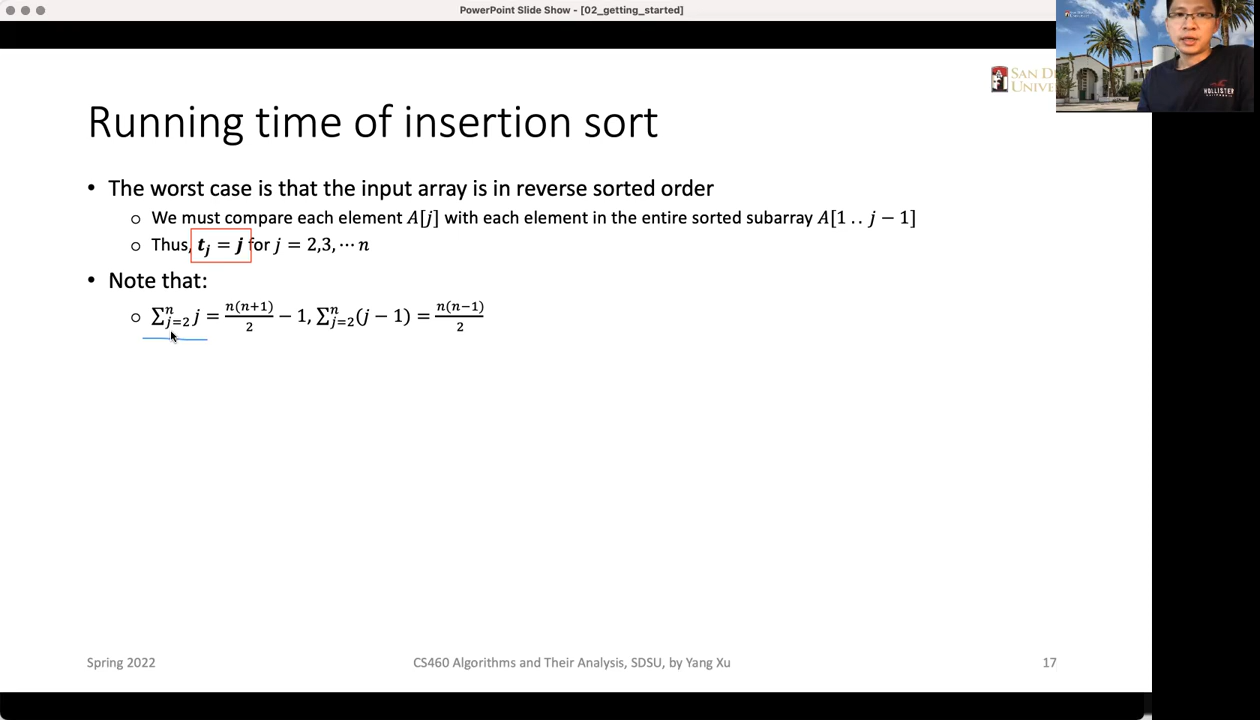 PowerPoint Slide Show - [02_getting_started]
SAN D
UNIVE
HOLLISTER
Running time of insertion sort
• The worst case is that the input array is in reverse sorted order
○ We must compare each element A[j] with each element in the entire sorted subarray A[1 .. j − 1]
○ Thus, t_j = j for j = 2,3, ⋯ n
• Note that:
○ ∑_{j=2}^{n} j = n(n+1)/2 − 1, ∑_{j=2}^{n} (j − 1) = n(n−1)/2
Spring 2022
CS460 Algorithms and Their Analysis, SDSU, by Yang Xu
17